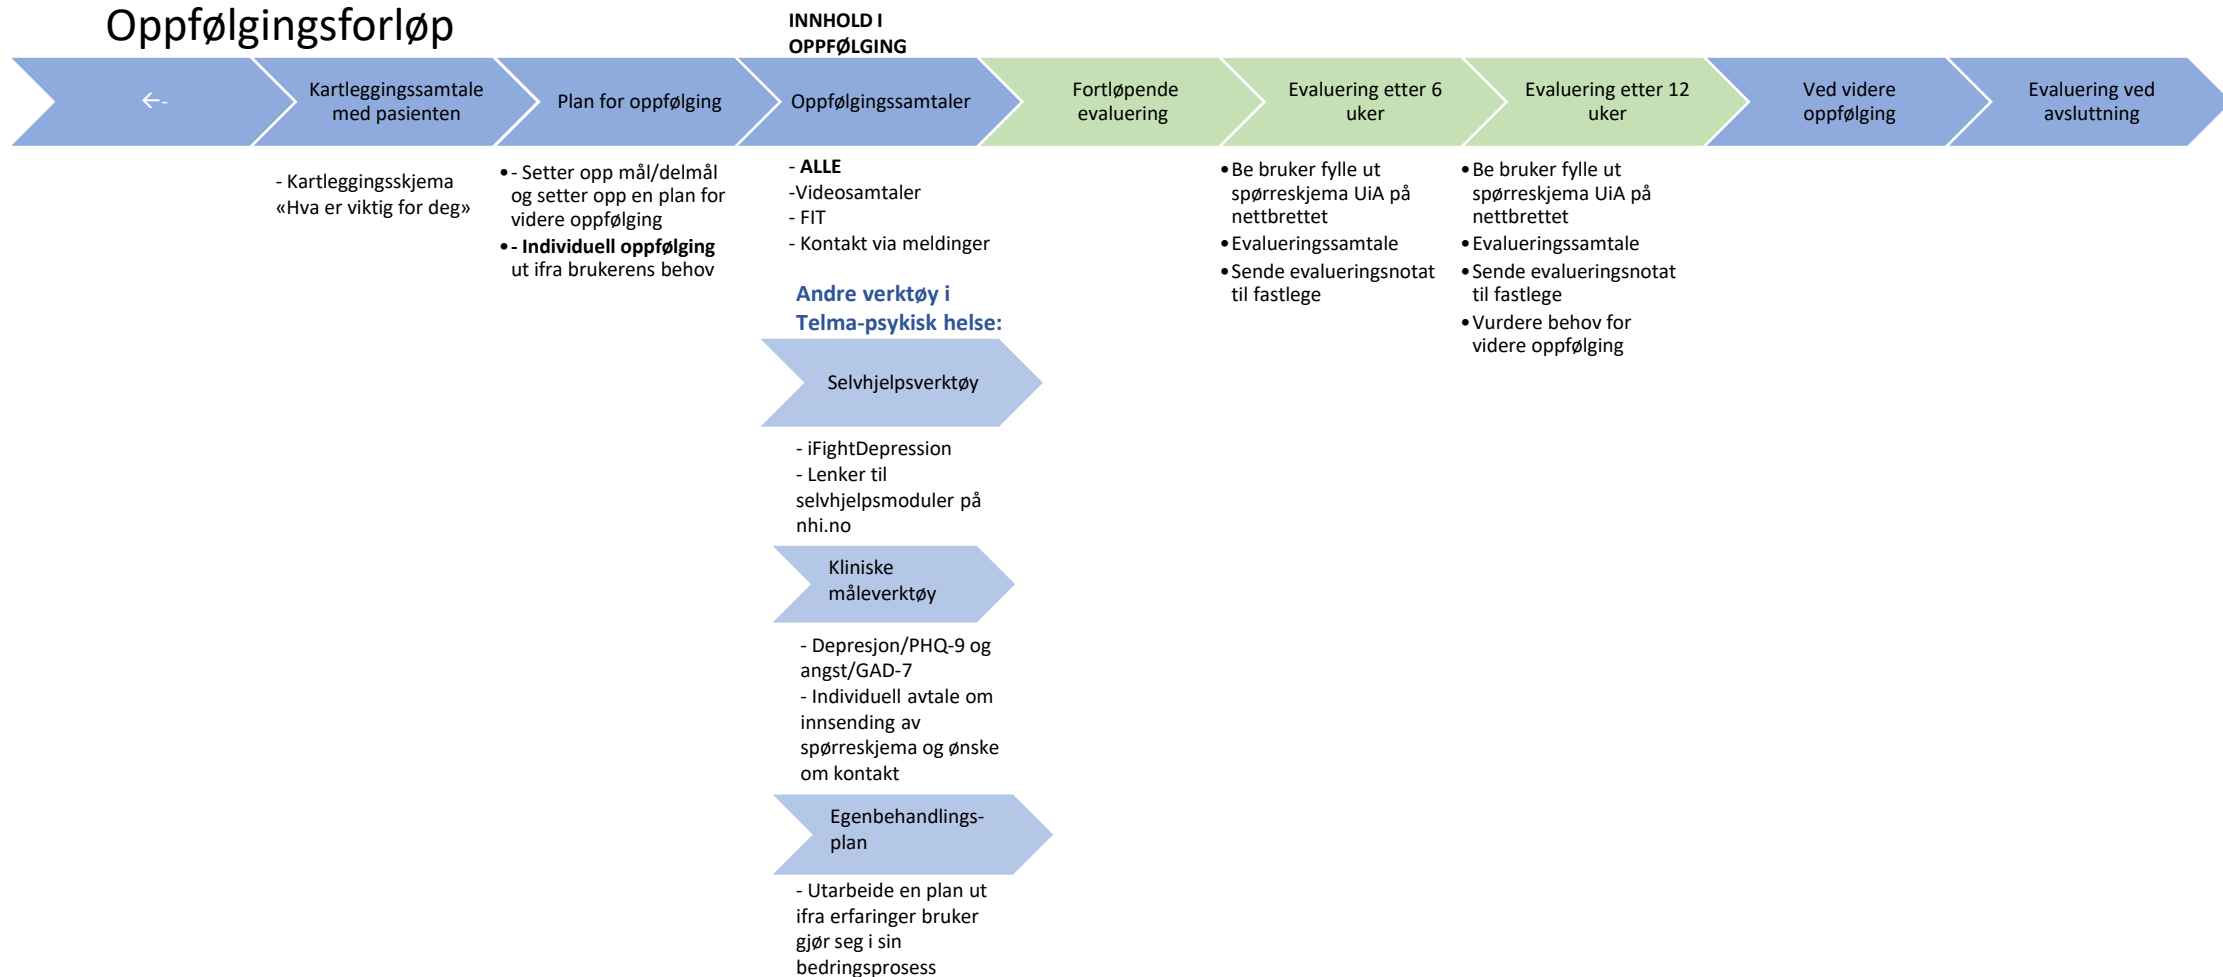 Oppfølgingsforløp
INNHOLD I
OPPFØLGING
←-
Kartleggingssamtale
med pasienten
Plan for oppfølging
Oppfølgingssamtaler
Fortløpende
evaluering
Evaluering etter 6
uker
Evaluering etter 12
uker
Ved videre
oppfølging
Evaluering ved
avsluttning
- Kartleggingsskjema
«Hva er viktig for deg»
•- Setter opp mål/delmål
og setter opp en plan for
videre oppfølging
•- Individuell oppfølging
ut ifra brukerens behov
- ALLE
-Videosamtaler
- FIT
- Kontakt via meldinger
Andre verktøy i
Telma-psykisk helse:
Selvhjelpsverktøy
- iFightDepression
- Lenker til
selvhjelpsmoduler på
nhi.no
Kliniske
måleverktøy
- Depresjon/PHQ-9 og
angst/GAD-7
- Individuell avtale om
innsending av
spørreskjema og ønske
om kontakt
Egenbehandlings-
plan
- Utarbeide en plan ut
ifra erfaringer bruker
gjør seg i sin
bedringsprosess
•Be bruker fylle ut
spørreskjema UiA på
nettbrettet
•Evalueringssamtale
•Sende evalueringsnotat
til fastlege
•Be bruker fylle ut
spørreskjema UiA på
nettbrettet
•Evalueringssamtale
•Sende evalueringsnotat
til fastlege
•Vurdere behov for
videre oppfølging